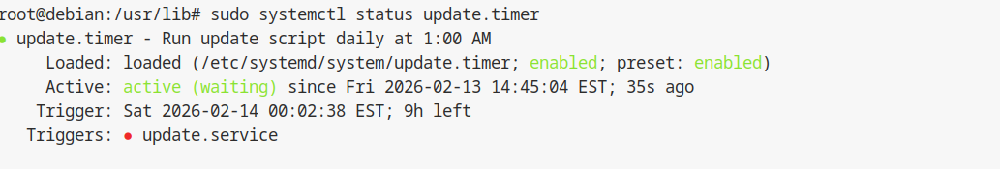 root@debian:/usr/lib# sudo systemctl status update.timer
● update.timer - Run update script daily at 1:00 AM
Loaded: loaded (/etc/systemd/system/update.timer; enabled; preset: enabled)
Active: active (waiting) since Fri 2026-02-13 14:45:04 EST; 35s ago
Trigger: Sat 2026-02-14 00:02:38 EST; 9h left
Triggers: ● update.service